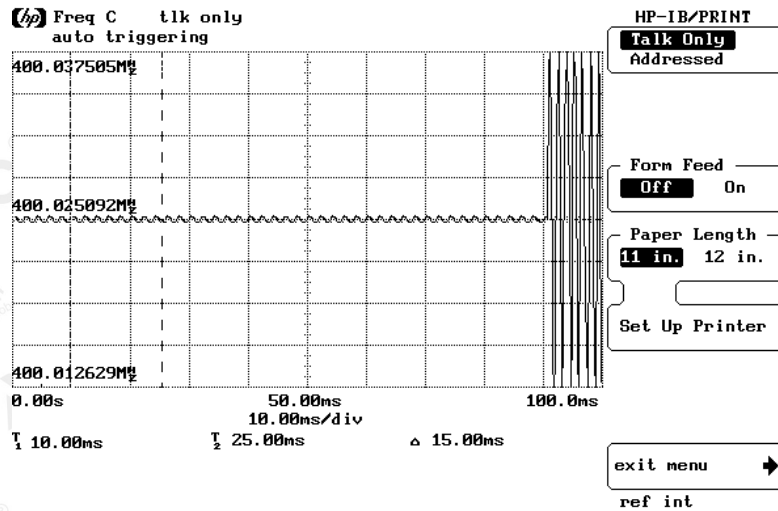 hp Freq C tlk only
auto triggering
400.037505MHz
400.025092MHz
400.012629MHz
0.00s 50.00ms 100.0ms
10.00ms/div
T1 10.00ms T2 25.00ms △ 15.00ms
HP-IB/PRINT
Talk Only
Addressed
Form Feed
Off On
Paper Length
11 in. 12 in.
Set Up Printer
exit menu
ref int